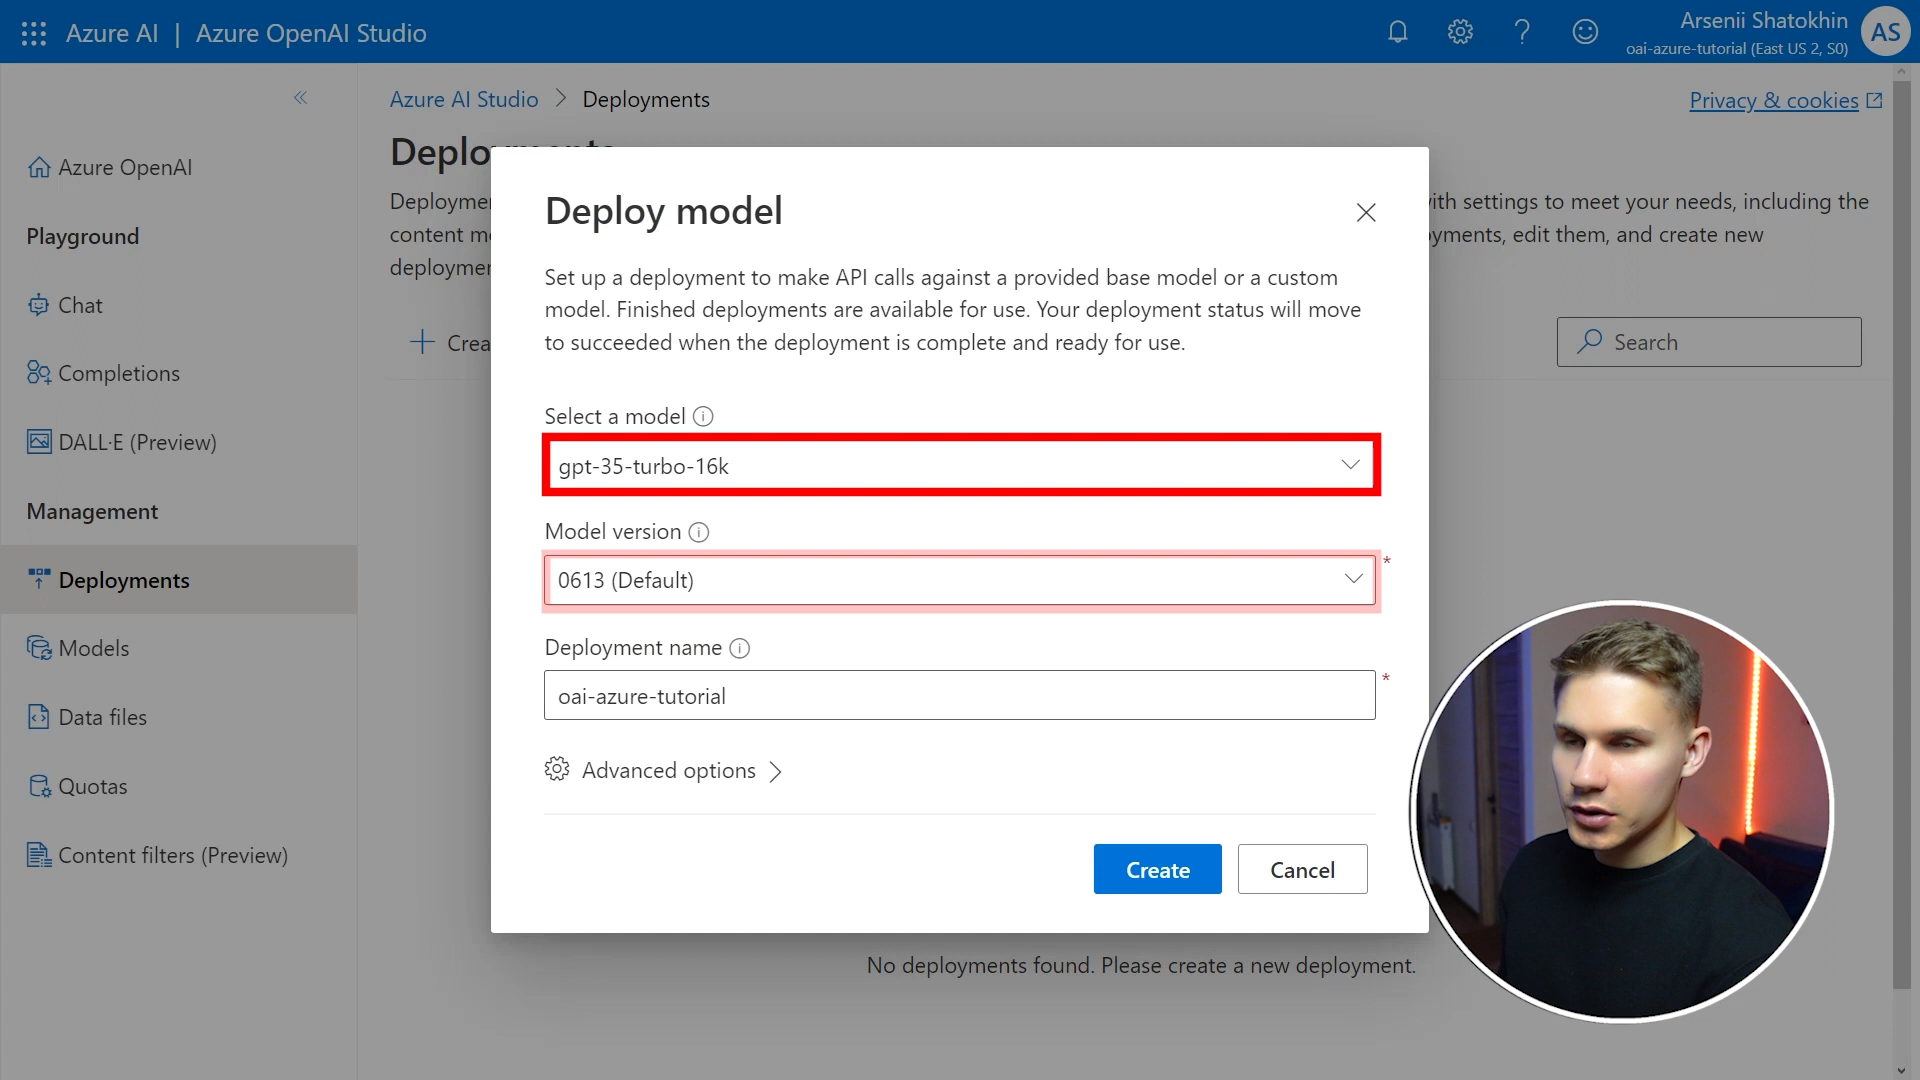 Azure AI | Azure OpenAI Studio
Arsenii Shatokhin
oai-azure-tutorial (East US 2, S0)
AS
Azure AI Studio > Deployments
Privacy & cookies
Azure OpenAI
Playground
Chat
Completions
DALL·E (Preview)
Management
Deployments
Models
Data files
Quotas
Content filters (Preview)
Deployme
content m
deploymen
+ Crea
with settings to meet your needs, including the
oyments, edit them, and create new
Search
Deploy model
Set up a deployment to make API calls against a provided base model or a custom
model. Finished deployments are available for use. Your deployment status will move
to succeeded when the deployment is complete and ready for use.
Select a model
gpt-35-turbo-16k
Model version
0613 (Default)
*
Deployment name
oai-azure-tutorial
*
Advanced options
Create
Cancel
No deployments found. Please create a new deployment.